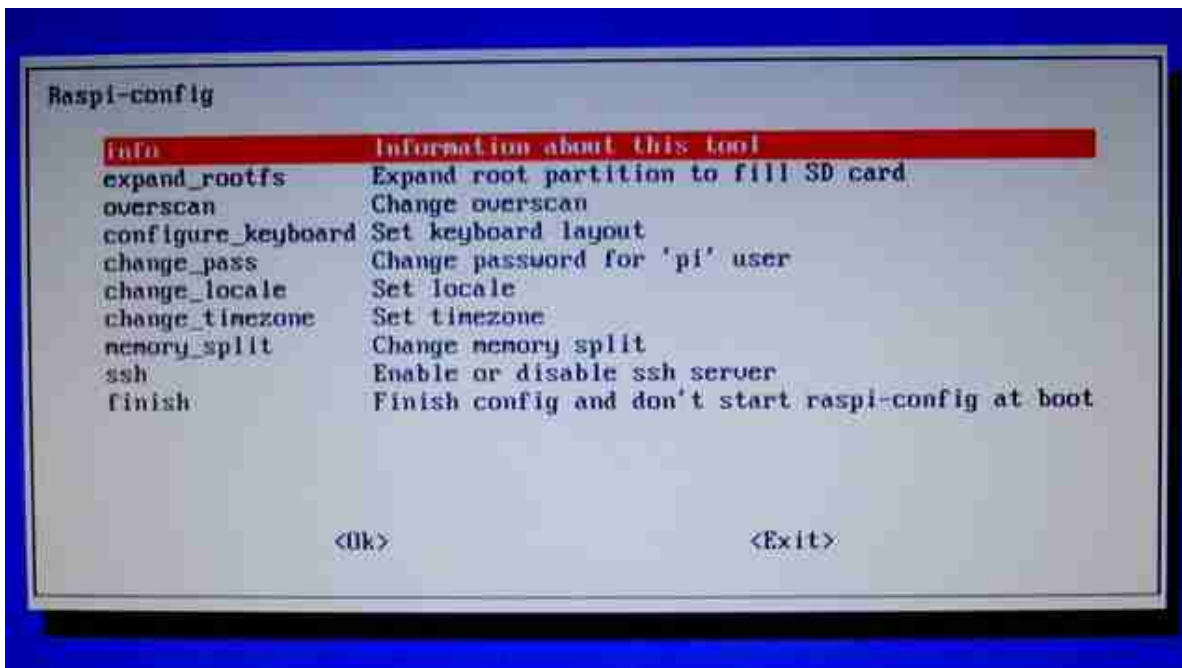 Raspi-config
info Information about this tool
expand_rootfs Expand root partition to fill SD card
overscan Change overscan
configure_keyboard Set keyboard layout
change_pass Change password for 'pi' user
change_locale Set locale
change_timezone Set timezone
memory_split Change memory split
ssh Enable or disable ssh server
finish Finish config and don't start raspi-config at boot
<Ok> <Exit>